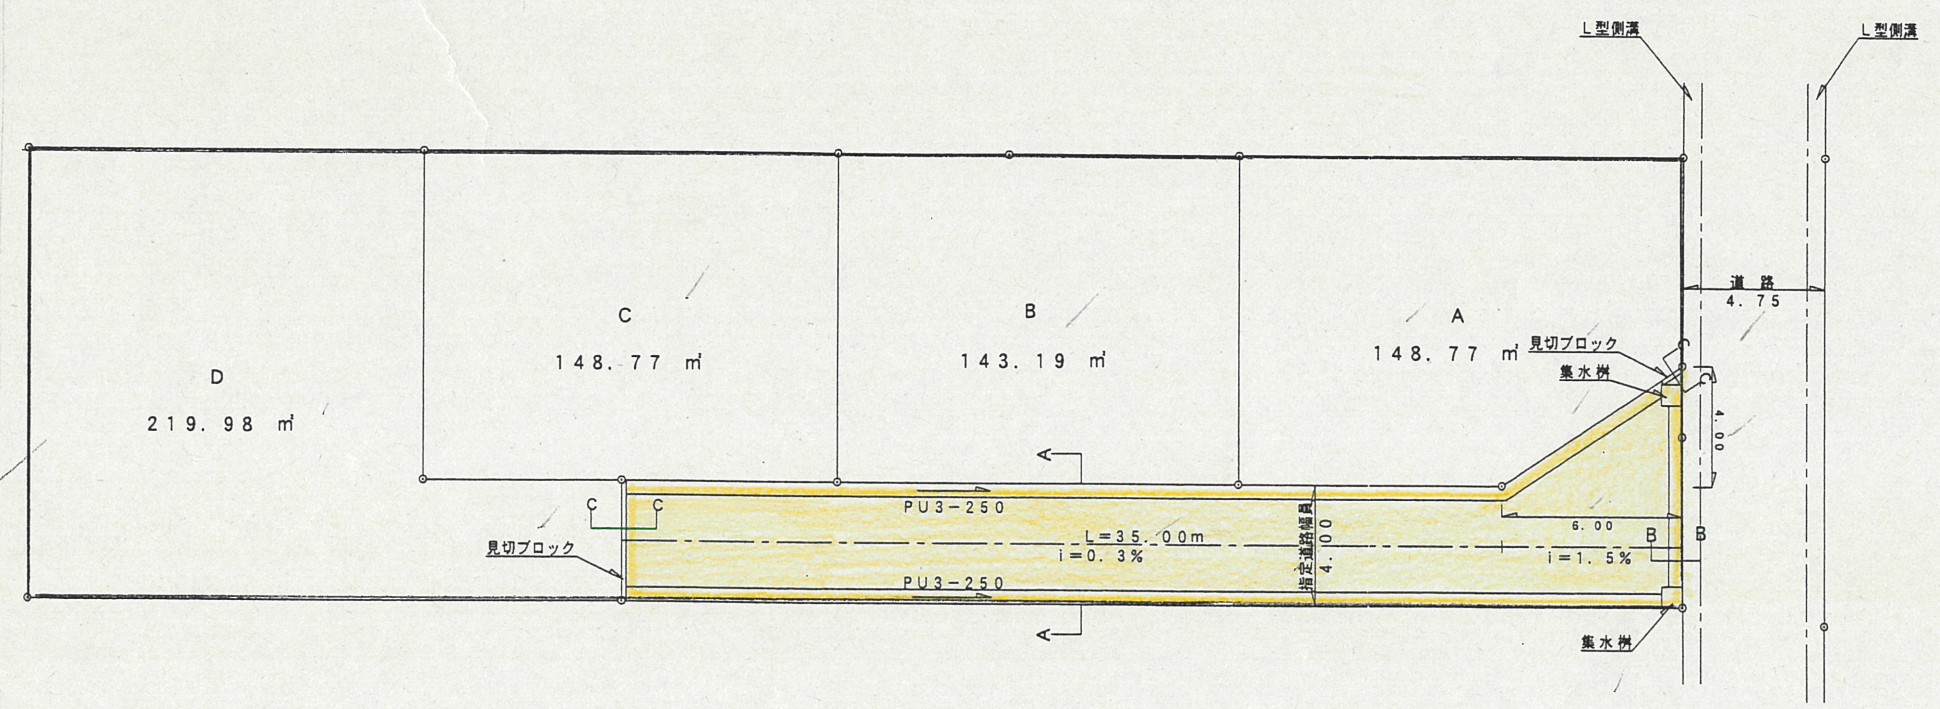 L型側溝
L型側溝
道路
4.75
C
148.77 ㎡
B
143.19 ㎡
A
148.77 ㎡
見切ブロック
集水桝
C
C
4.00
D
219.98 ㎡
A
C
C
PU3-250
指定道路幅員
4.00
6.00
L=35.00m
i=0.3%
B
B
i=1.5%
見切ブロック
PU3-250
A
集水桝